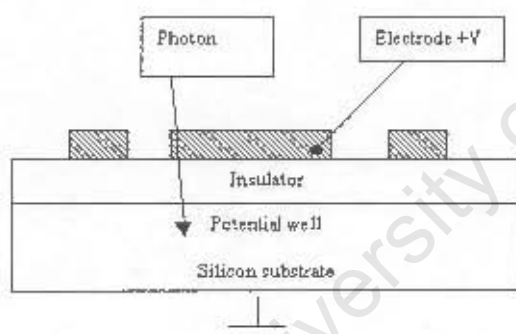 Photon
Electrode +V
Insulator
Potential well
Silicon substrate